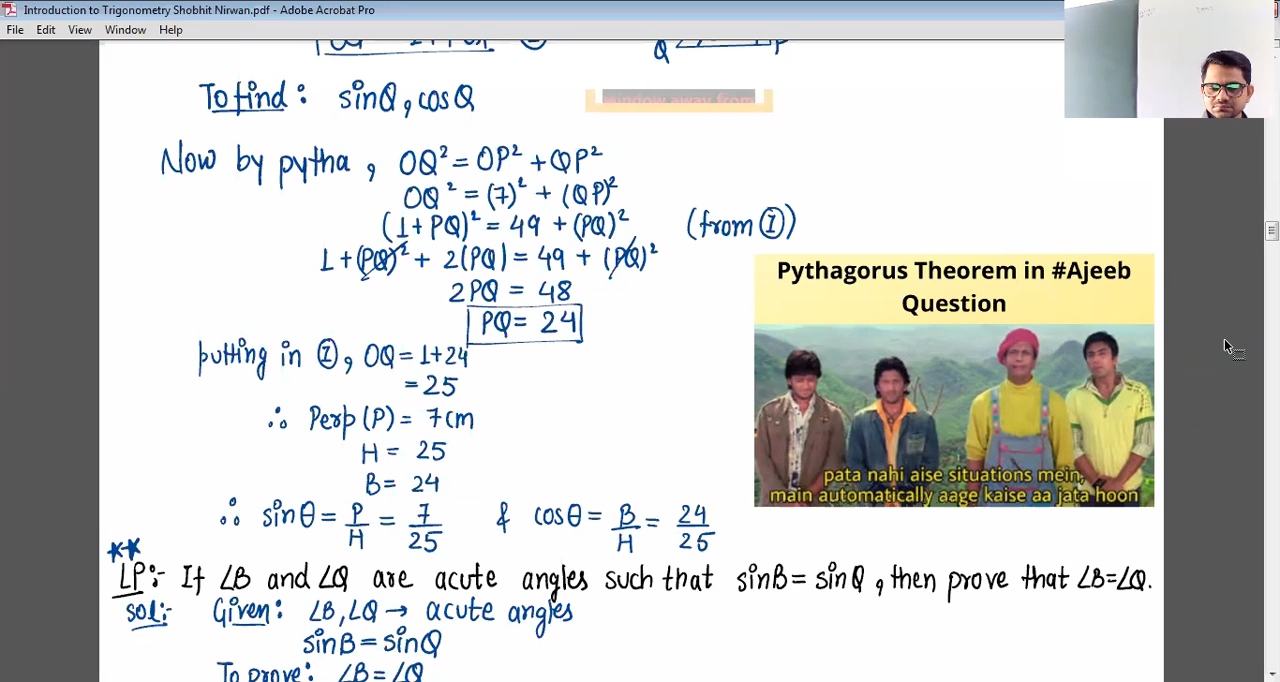 Introduction to Trigonometry Shobhit Nirwan.pdf - Adobe Acrobat Pro
File Edit View Window Help
Q P
To find : sinQ, cosQ
window away from
Now by pytha , OQ² = OP² + QP²
OQ² = (7)² + (QP)²
(1 + PQ)² = 49 + (PQ)² (from ①)
1 + (PQ)² + 2(PQ) = 49 + (PQ)²
2PQ = 48
PQ = 24
putting in ①, OQ = 1+24
= 25
∴ Perp (P) = 7cm
H = 25
B = 24
∴ sinθ = P/H = 7/25 & cosθ = B/H = 24/25
Pythagorus Theorem in #Ajeeb
Question
pata nahi aise situations mein,
main automatically aage kaise aa jata hoon
**
LP:- If ∠B and ∠Q are acute angles such that sinB = sinQ, then prove that ∠B=∠Q.
Sol:- Given: ∠B, ∠Q → acute angles
sinB = sinQ
To prove: ∠B = ∠Q